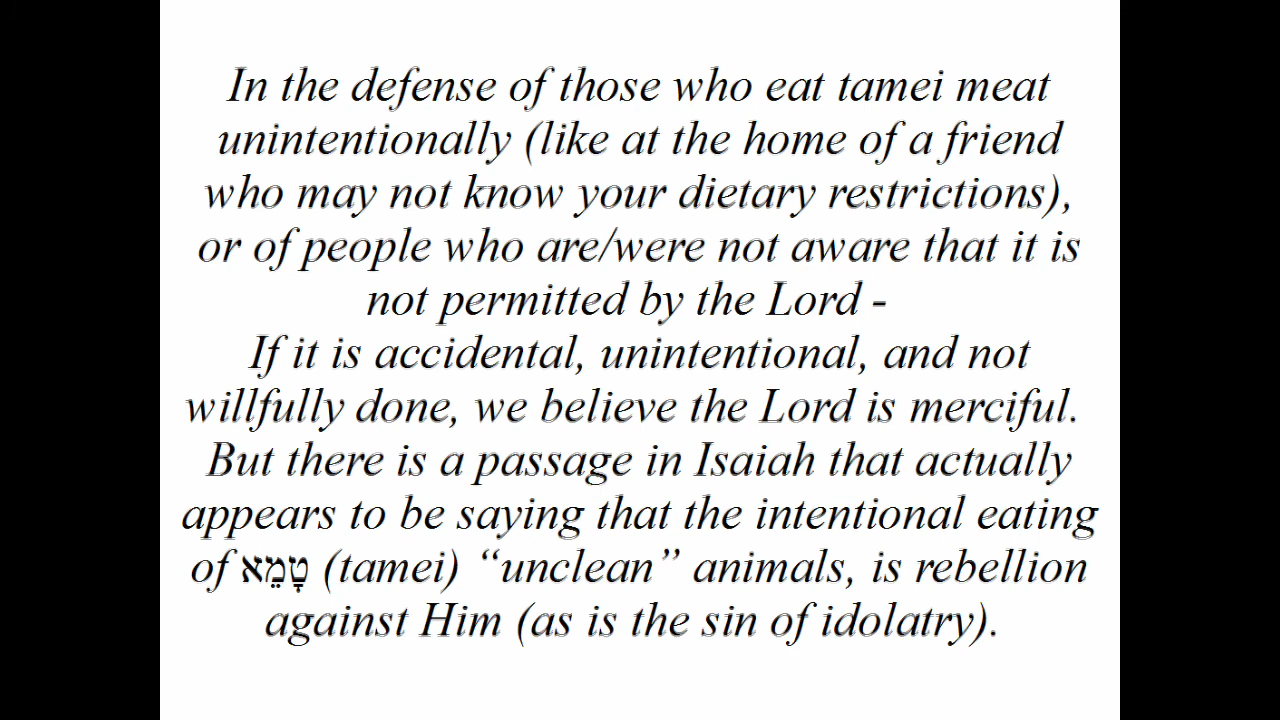 In the defense of those who eat tamei meat
unintentionally (like at the home of a friend
who may not know your dietary restrictions),
or of people who are/were not aware that it is
not permitted by the Lord -
If it is accidental, unintentional, and not
willfully done, we believe the Lord is merciful.
But there is a passage in Isaiah that actually
appears to be saying that the intentional eating
of טָמֵא (tamei) “unclean” animals, is rebellion
against Him (as is the sin of idolatry).